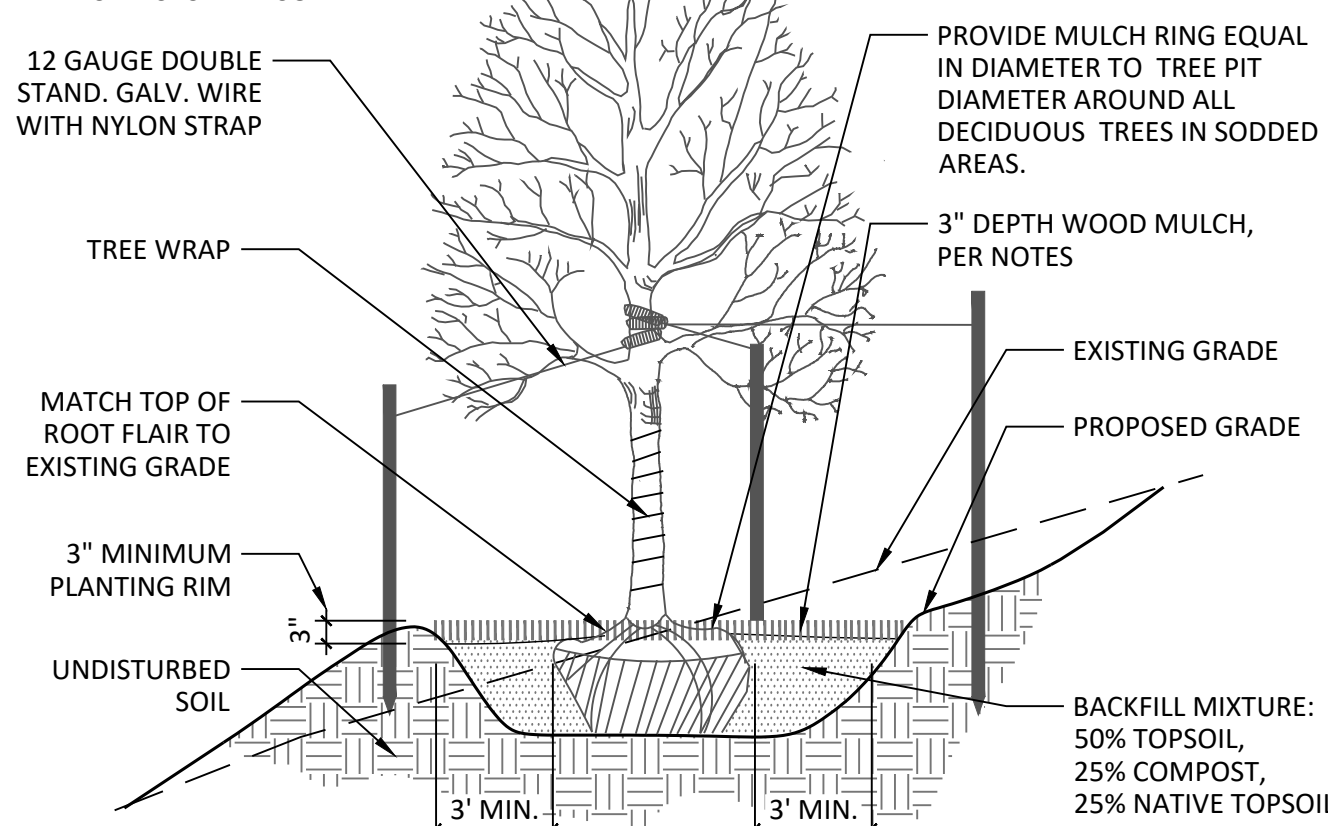 12 GAUGE DOUBLE
STAND. GALV. WIRE
WITH NYLON STRAP
TREE WRAP
MATCH TOP OF
ROOT FLAIR TO
EXISTING GRADE
3" MINIMUM
PLANTING RIM
3"
UNDISTURBED
SOIL
3' MIN.
3' MIN.
PROVIDE MULCH RING EQUAL
IN DIAMETER TO TREE PIT
DIAMETER AROUND ALL
DECIDUOUS TREES IN SODDED
AREAS.
3" DEPTH WOOD MULCH,
PER NOTES
EXISTING GRADE
PROPOSED GRADE
BACKFILL MIXTURE:
50% TOPSOIL,
25% COMPOST,
25% NATIVE TOPSOIL